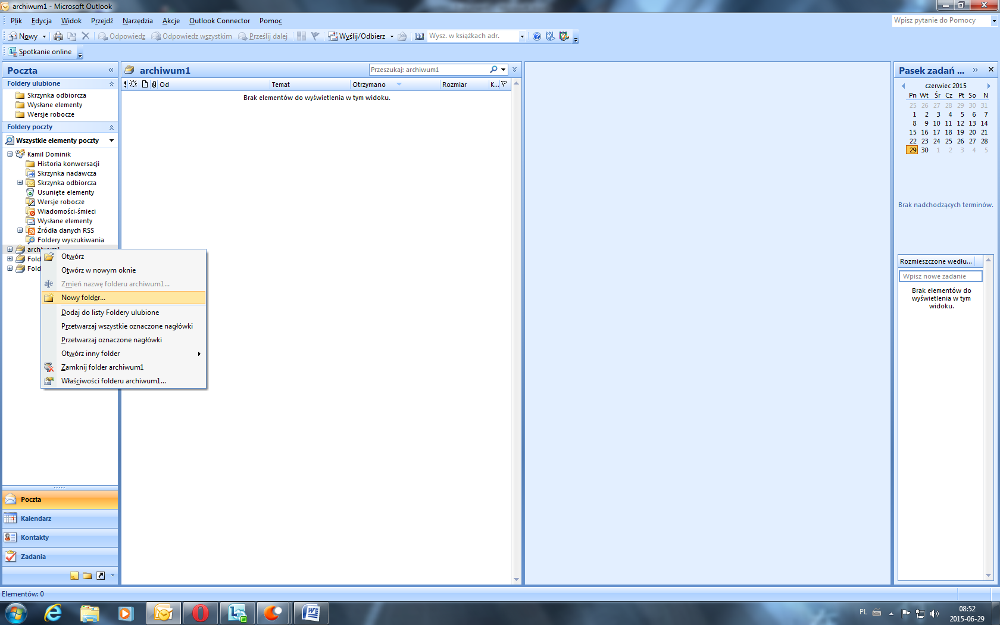 archiwum1 - Microsoft Outlook
Plik Edycja Widok Przejdź Narzędzia Akcje Outlook Connector Pomoc
Wpisz pytanie do Pomocy
Nowy Odpowiedz Odpowiedz wszystkim Prześlij dalej Wyślij/Odbierz Wysz. w książkach adr.
Spotkanie online
Poczta
Foldery ulubione
Skrzynka odbiorcza
Wysłane elementy
Wersje robocze
Foldery poczty
Wszystkie elementy poczty
Kamil Dominik
Historia konwersacji
Skrzynka nadawcza
Skrzynka odbiorcza
Usunięte elementy
Wersje robocze
Wiadomości-śmieci
Wysłane elementy
Źródła danych RSS
Foldery wyszukiwania
archiwum1
Fold
Fold
Otwórz
Otwórz w nowym oknie
Zmień nazwę folderu archiwum1...
Nowy folder...
Dodaj do listy Foldery ulubione
Przetwarzaj wszystkie oznaczone nagłówki
Przetwarzaj oznaczone nagłówki
Otwórz inny folder
Zamknij folder archiwum1
Właściwości folderu archiwum1...
Poczta
Kalendarz
Kontakty
Zadania
archiwum1
Przeszukaj: archiwum1
Od Temat Otrzymano Rozmiar K...
Brak elementów do wyświetlenia w tym widoku.
Pasek zadań ...
czerwiec 2015
Pn Wt Śr Cz Pt So N
25 26 27 28 29 30 31
1 2 3 4 5 6 7
8 9 10 11 12 13 14
15 16 17 18 19 20 21
22 23 24 25 26 27 28
29 30 1 2 3 4 5
Brak nadchodzących terminów.
Rozmieszczone wedłu...
Wpisz nowe zadanie
Brak elementów do
wyświetlenia w tym
widoku.
Elementów: 0
PL
08:52
2015-06-29